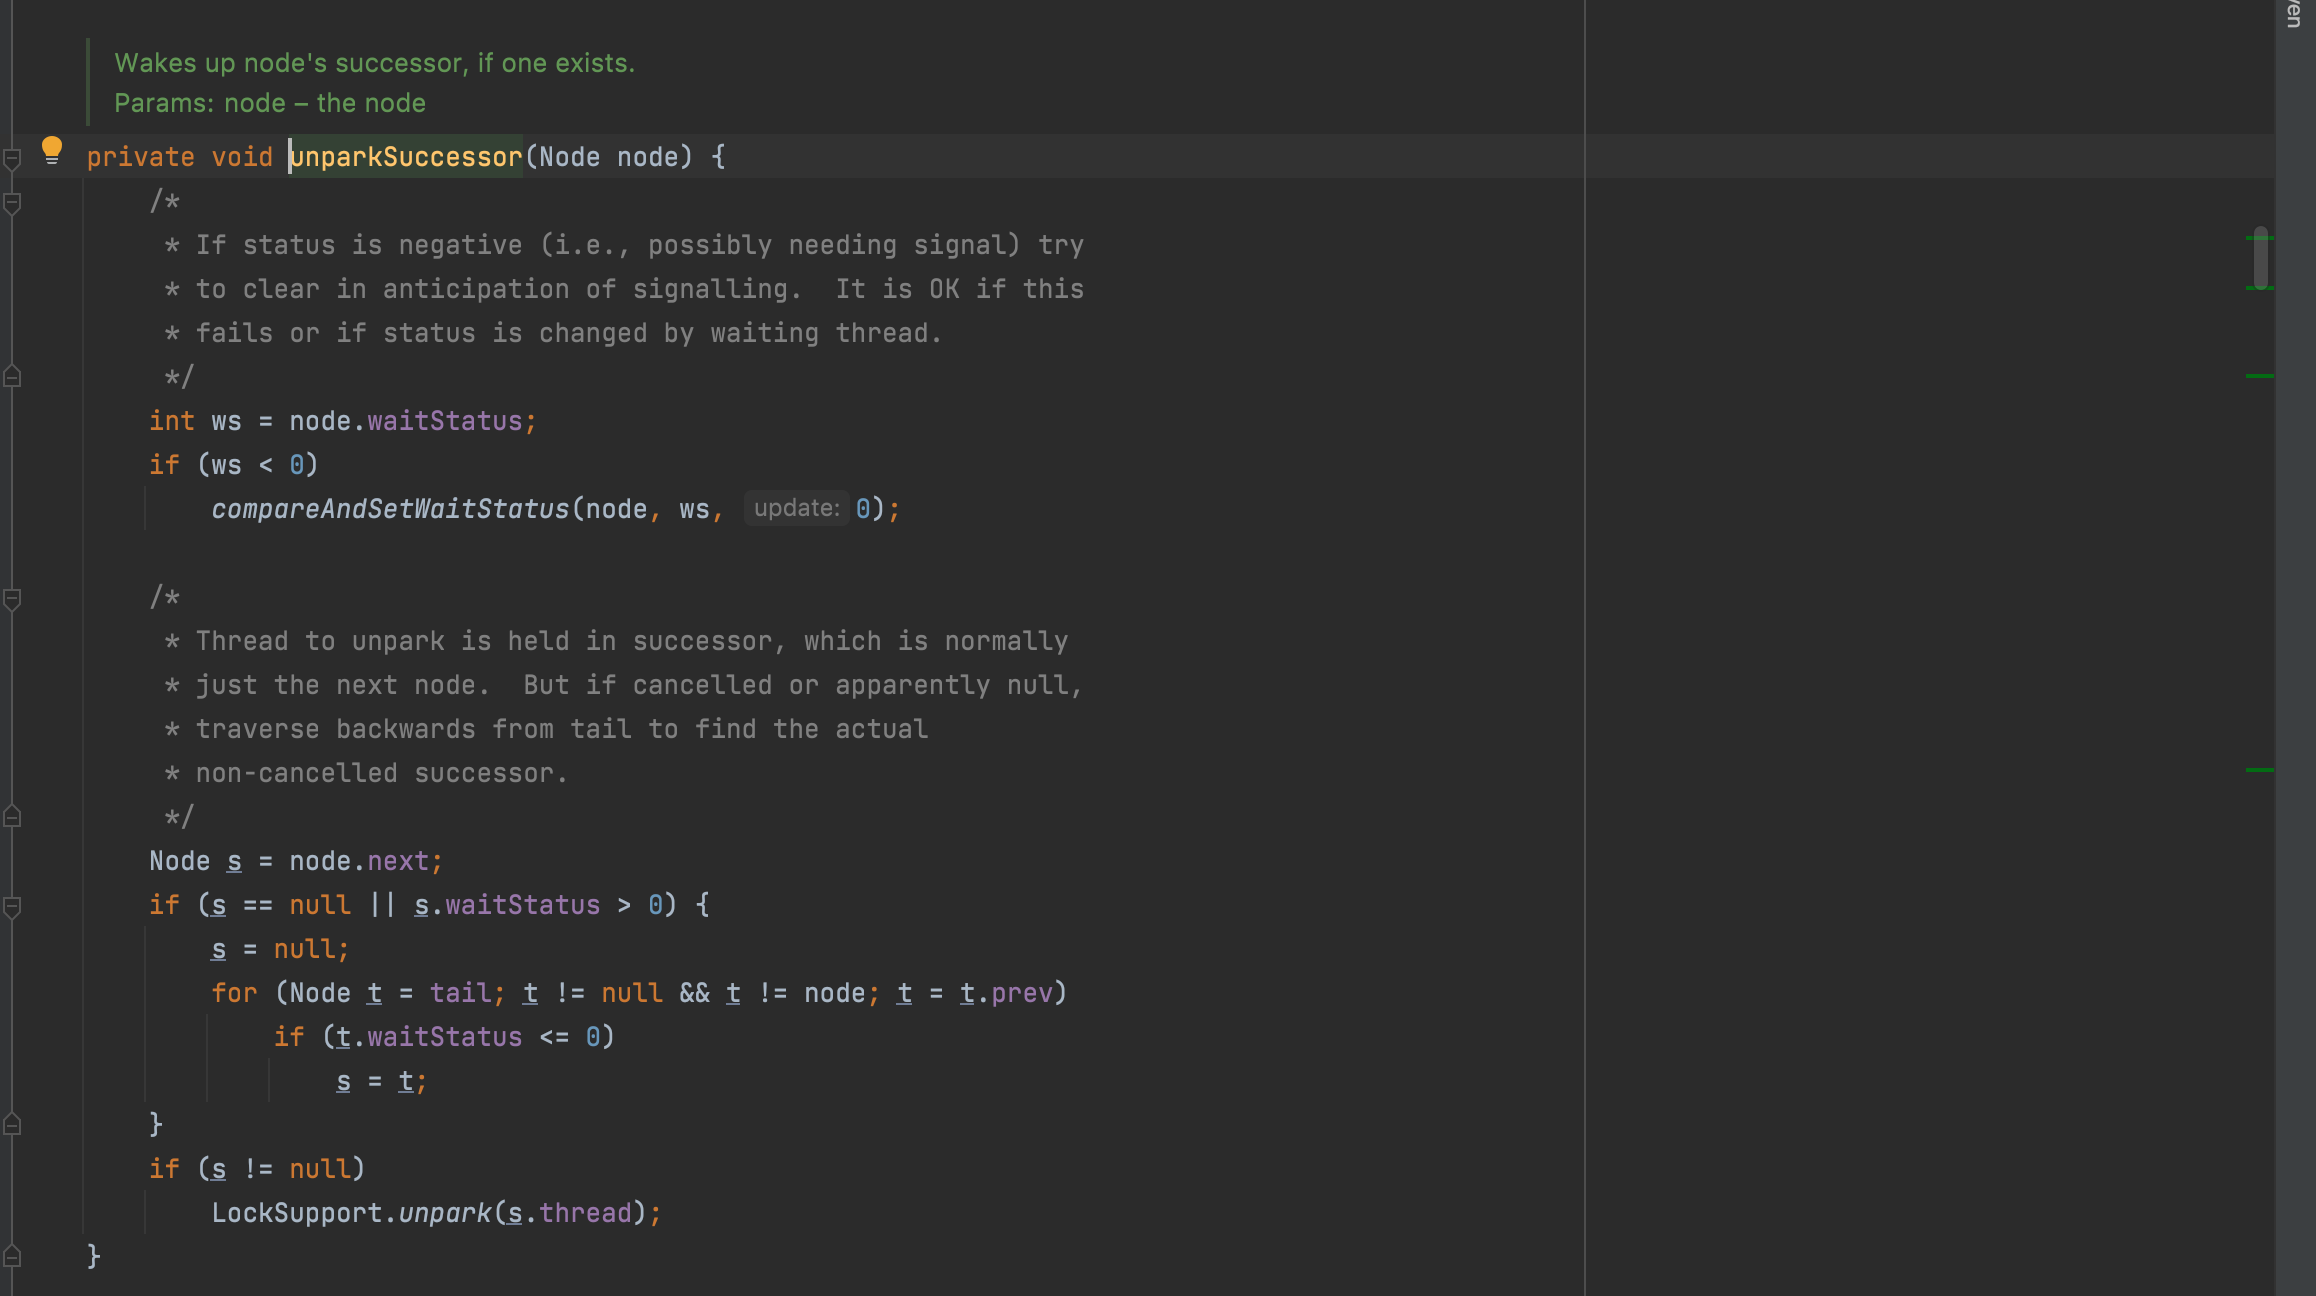 ven
Wakes up node's successor, if one exists.
Params: node – the node
private void unparkSuccessor(Node node) {
/*
* If status is negative (i.e., possibly needing signal) try
* to clear in anticipation of signalling.  It is OK if this
* fails or if status is changed by waiting thread.
*/
int ws = node.waitStatus;
if (ws < 0)
compareAndSetWaitStatus(node, ws, update: 0);
/*
* Thread to unpark is held in successor, which is normally
* just the next node.  But if cancelled or apparently null,
* traverse backwards from tail to find the actual
* non-cancelled successor.
*/
Node s = node.next;
if (s == null || s.waitStatus > 0) {
s = null;
for (Node t = tail; t != null && t != node; t = t.prev)
if (t.waitStatus <= 0)
s = t;
}
if (s != null)
LockSupport.unpark(s.thread);
}